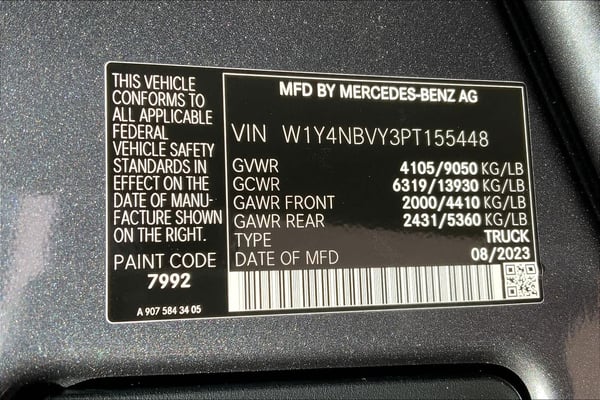 THIS VEHICLE
CONFORMS TO
ALL APPLICABLE
FEDERAL MOTOR
VEHICLE SAFETY
STANDARDS IN
EFFECT ON THE
DATE OF MANU-
FACTURE SHOWN
ON THE RIGHT.
PAINT CODE
7992
A 907 584 34 05
MFD BY MERCEDES-BENZ AG
VIN W1Y4NBVY3PT155448
GVWR 4105/9050 KG/LB
GCWR 6319/13930 KG/LB
GAWR FRONT 2000/4410 KG/LB
GAWR REAR 2431/5360 KG/LB
TYPE TRUCK
DATE OF MFD 08/2023